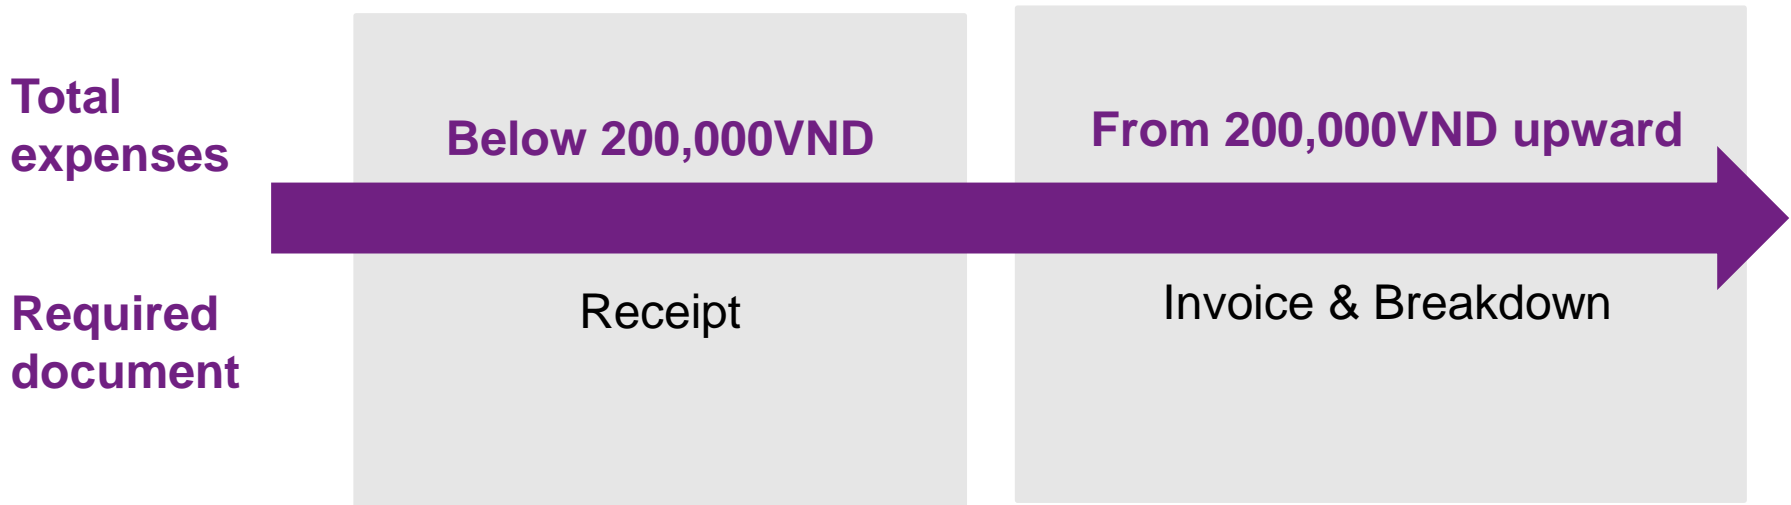 Total
expenses
Below 200,000VND
From 200,000VND upward
Required
document
Receipt
Invoice & Breakdown